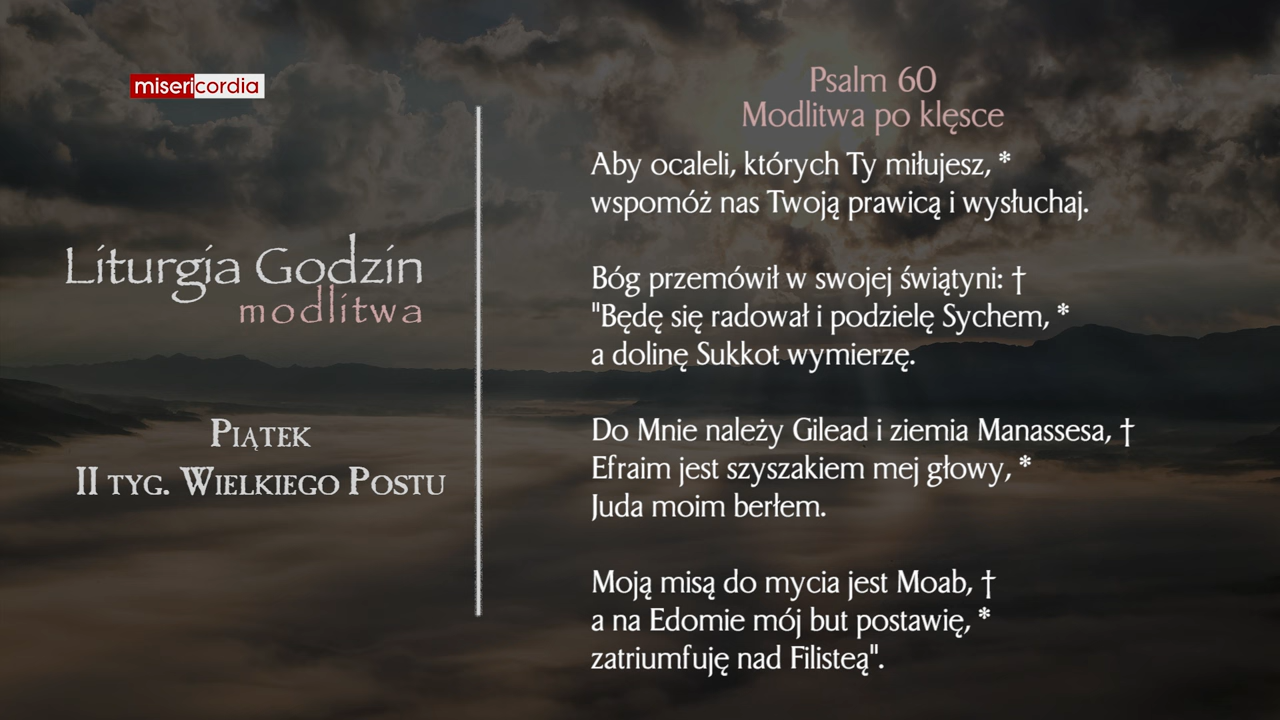 misericordia
Liturgia Godzin
modlitwa
Piątek
II tyg. Wielkiego Postu
Psalm 60
Modlitwa po klęsce
Aby ocaleli, których Ty miłujesz, *
wspomóż nas Twoją prawicą i wysłuchaj.
Bóg przemówił w swojej świątyni: †
"Będę się radował i podzielę Sychem, *
a dolinę Sukkot wymierzę.
Do Mnie należy Gilead i ziemia Manassesa, †
Efraim jest szyszakiem mej głowy, *
Juda moim berłem.
Moją misą do mycia jest Moab, †
a na Edomie mój but postawię, *
zatriumfuję nad Filisteą".